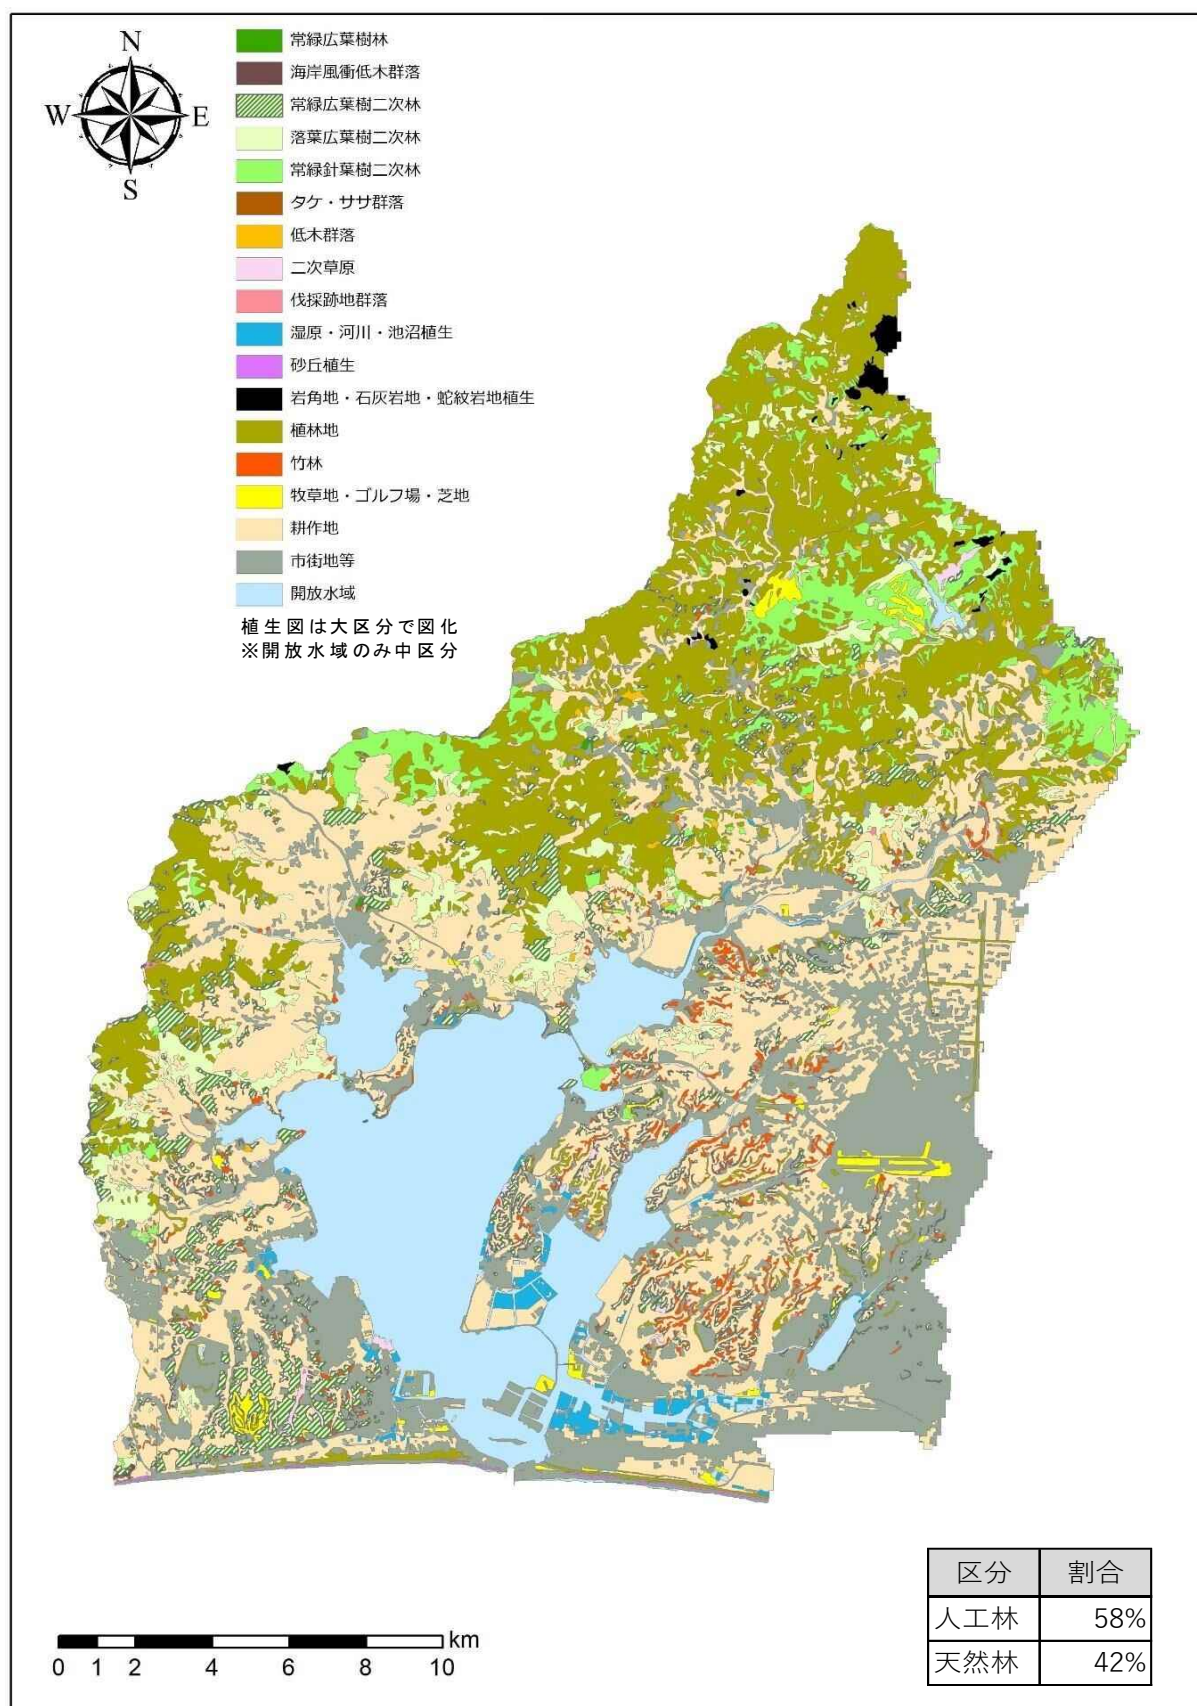 N
W E
S
常緑広葉樹林
海岸風衝低木群落
常緑広葉樹二次林
落葉広葉樹二次林
常緑針葉樹二次林
タケ・ササ群落
低木群落
二次草原
伐採跡地群落
湿原・河川・池沼植生
砂丘植生
岩角地・石灰岩地・蛇紋岩地植生
植林地
竹林
牧草地・ゴルフ場・芝地
耕作地
市街地等
開放水域
植生図は大区分で図化
※開放水域のみ中区分
区分 割合
人工林 58%
天然林 42%
km
0 1 2 4 6 8 10